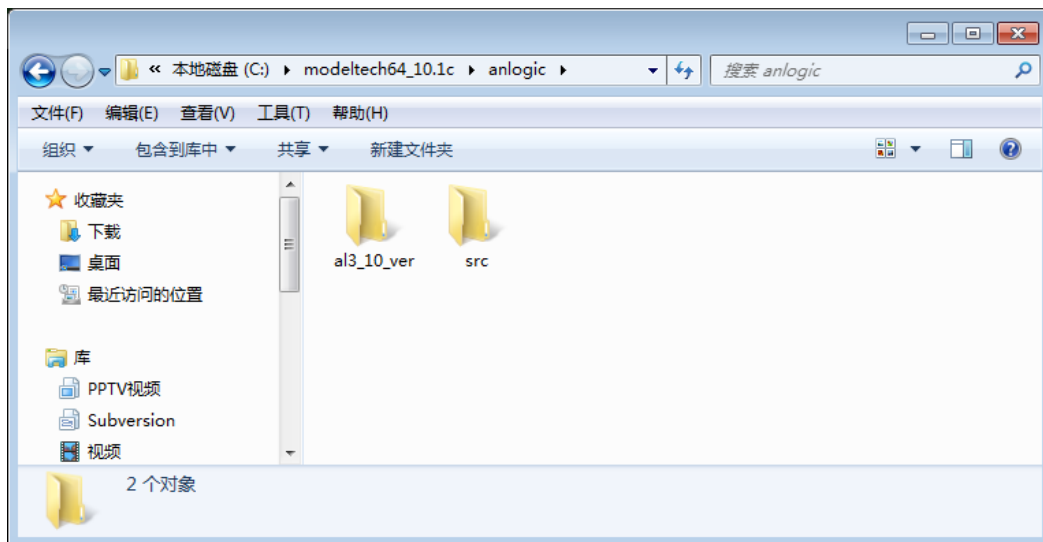 « 本地磁盘 (C:) modeltech64_10.1c anlogic 搜索 anlogic
文件(F) 编辑(E) 查看(V) 工具(T) 帮助(H)
组织 包含到库中 共享 新建文件夹
收藏夹
下载
桌面
最近访问的位置
库
PPTV视频
Subversion
视频
al3_10_ver src
2 个对象